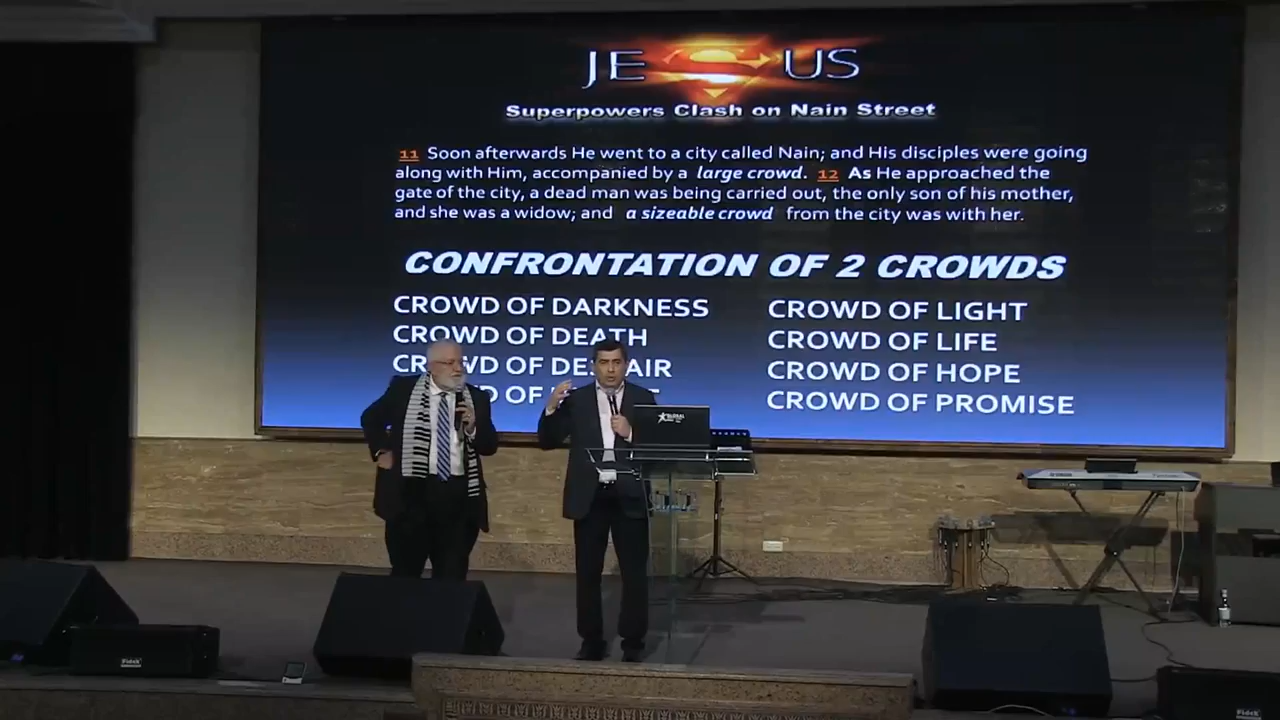 JESUS
Superpowers Clash on Nain Street
11 Soon afterwards He went to a city called Nain; and His disciples were going
along with Him, accompanied by a large crowd. 12 As He approached the
gate of the city, a dead man was being carried out, the only son of his mother,
and she was a widow; and a sizeable crowd from the city was with her.
CONFRONTATION OF 2 CROWDS
CROWD OF DARKNESS
CROWD OF DEATH
CROWD OF DESPAIR
CROWD OF LIGHT
CROWD OF LIFE
CROWD OF HOPE
CROWD OF PROMISE
GLOBAL